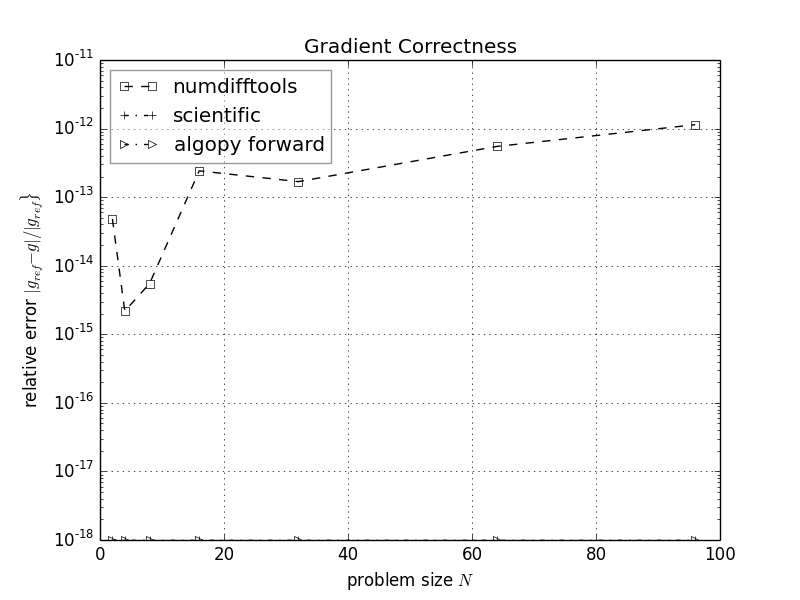 Gradient Correctness
numdifftools
scientific
algopy forward
10^-11
10^-12
10^-13
10^-14
10^-15
10^-16
10^-17
10^-18
relative error |g_ref−g|/|g_ref}
0 20 40 60 80 100
problem size N